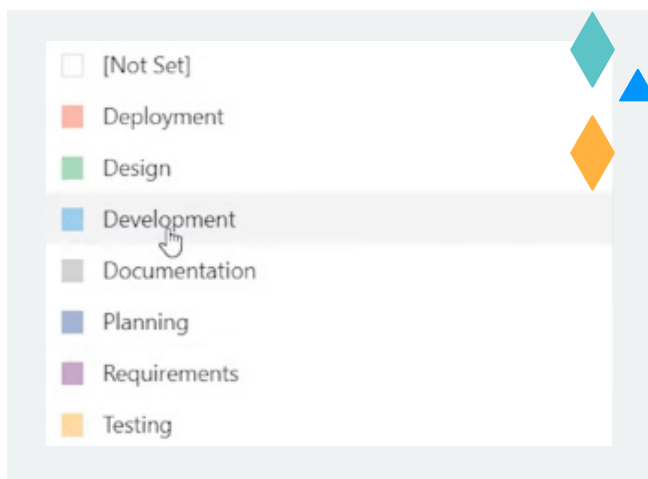 [Not Set]
Deployment
Design
Development
Documentation
Planning
Requirements
Testing